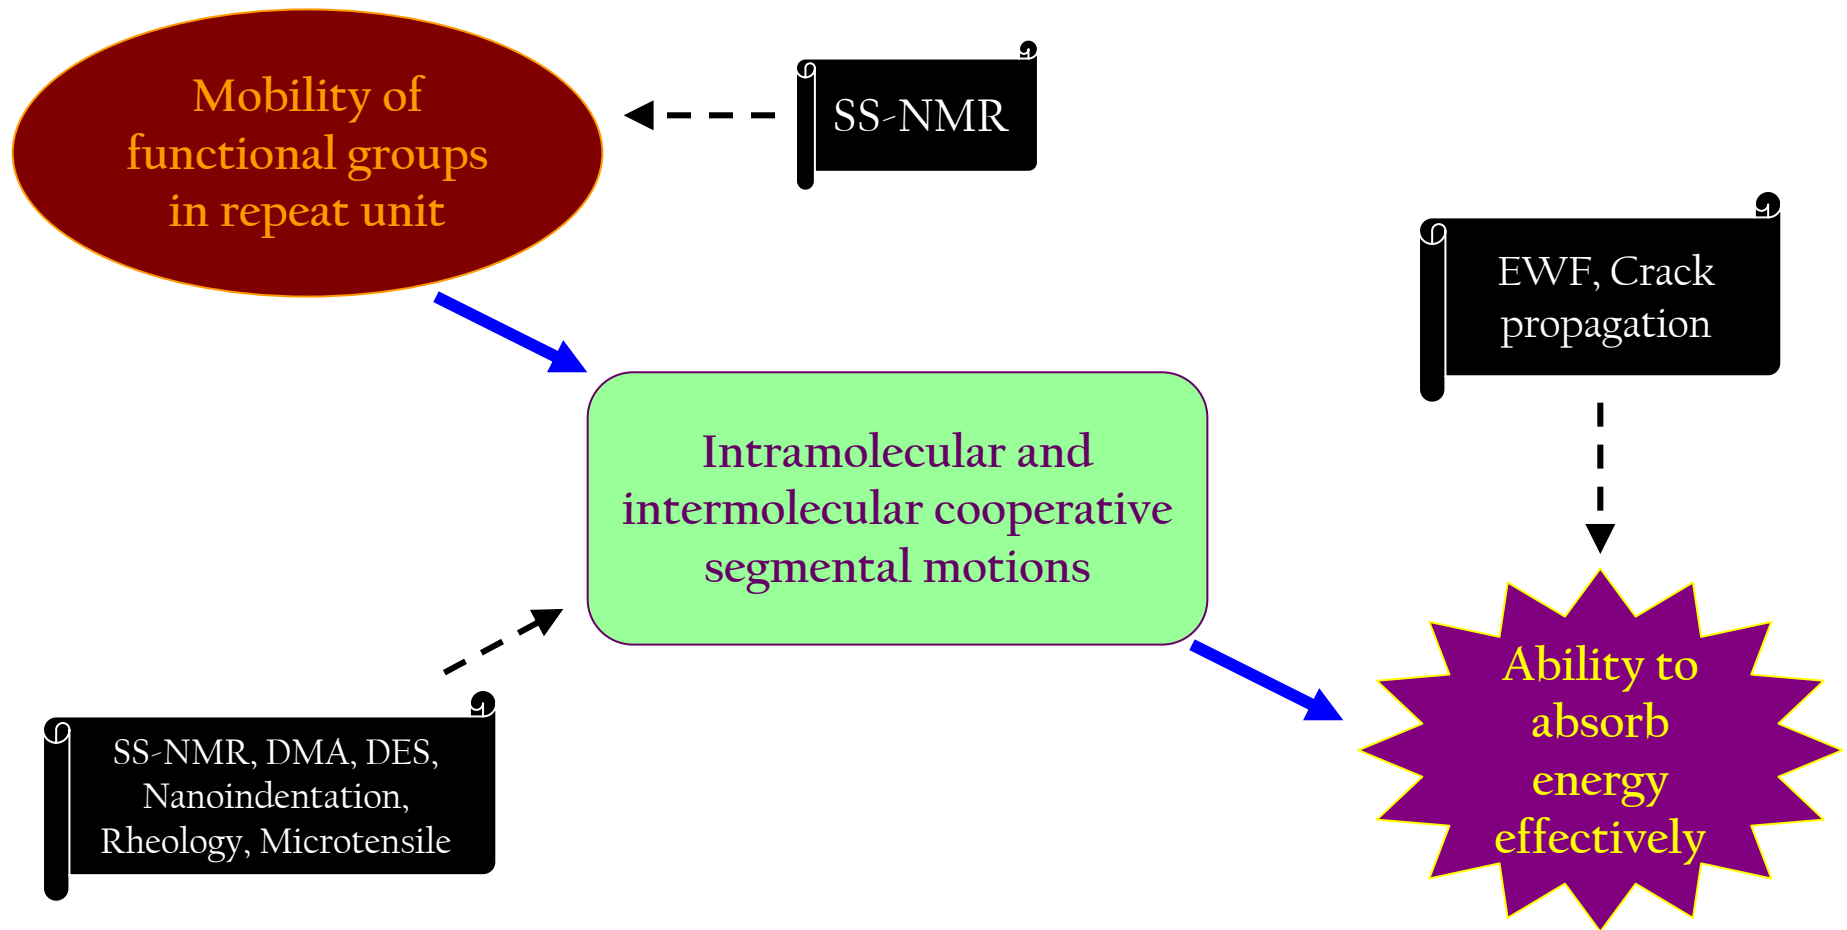 Mobility of
functional groups
in repeat unit
SS-NMR
EWF, Crack
propagation
Intramolecular and
intermolecular cooperative
segmental motions
Ability to
absorb
energy
effectively
SS-NMR, DMA, DES,
Nanoindentation,
Rheology, Microtensile